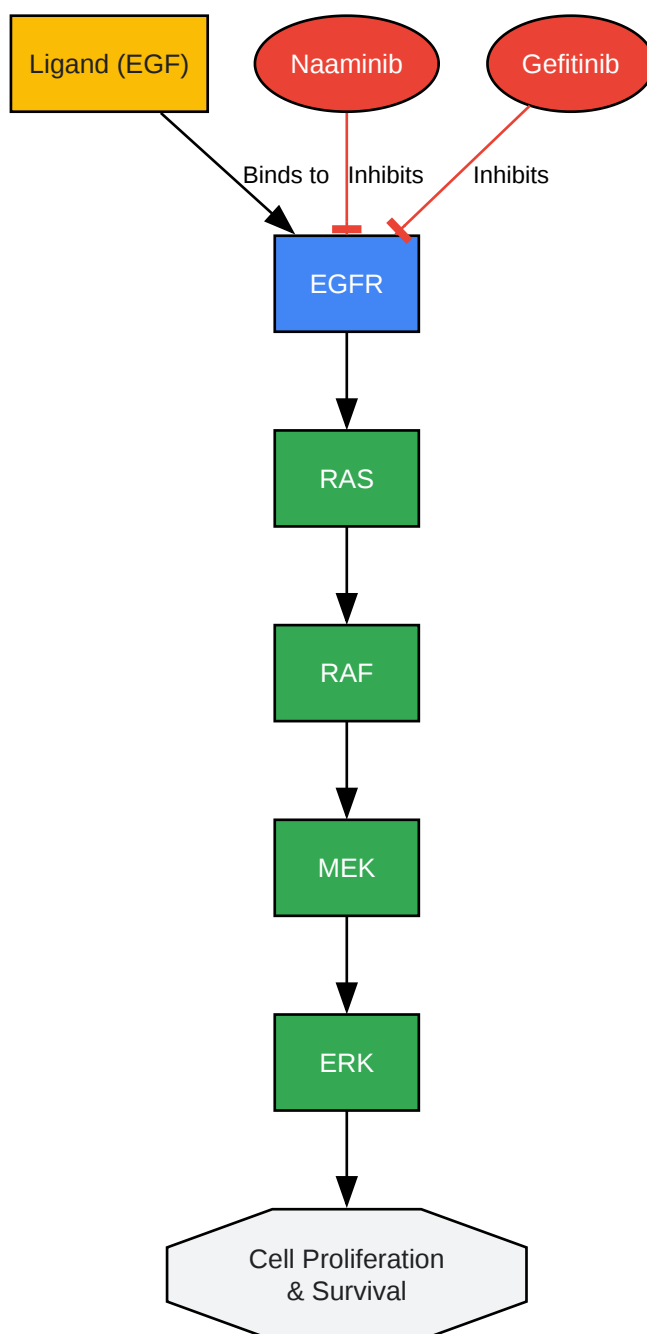 Ligand (EGF)
Naaminib
Gefitinib
Binds to
Inhibits
Inhibits
EGFR
RAS
RAF
MEK
ERK
Cell Proliferation
& Survival